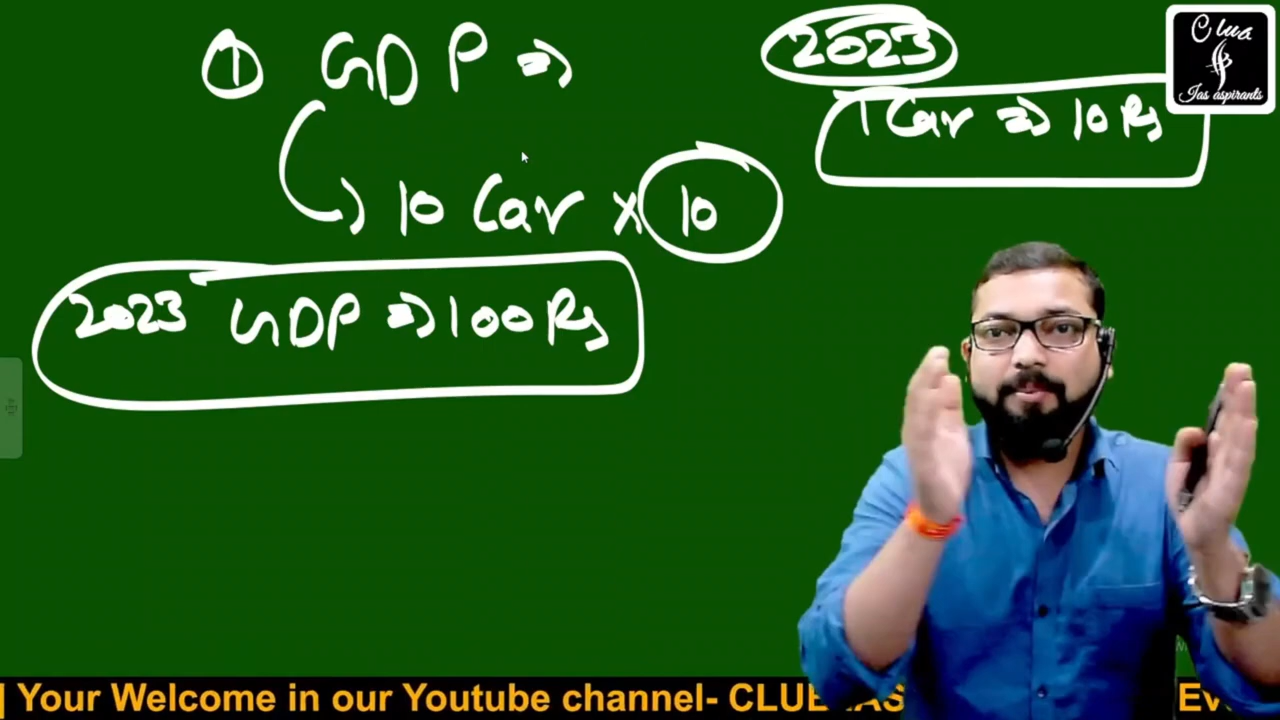 ① GDP ⇒
2023
1 Car ⇒ 10 Rs
↳ 10 Car × 10
2023 GDP ⇒ 100 Rs
Club
Ias aspirants
| Your Welcome in our Youtube channel- CLUB IAS